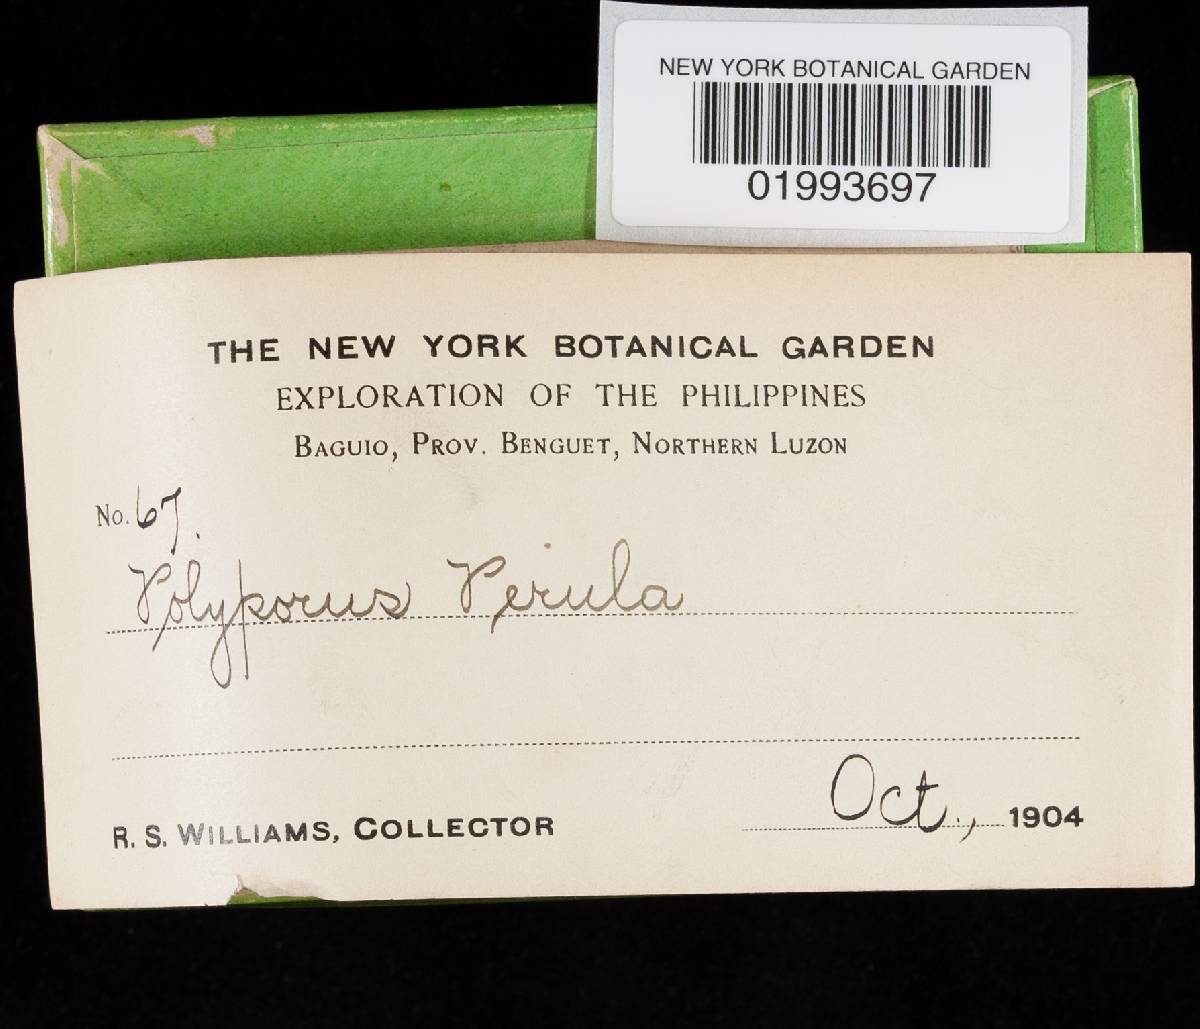 NEW YORK BOTANICAL GARDEN
01993697
THE NEW YORK BOTANICAL GARDEN
EXPLORATION OF THE PHILIPPINES
BAGUIO, PROV. BENGUET, NORTHERN LUZON
No. 67.
Polyporus Perula
Oct., 1904
R. S. WILLIAMS, COLLECTOR